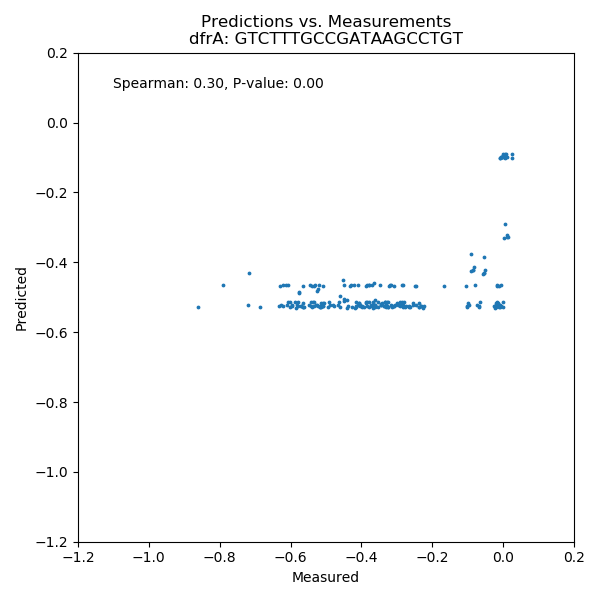 Predictions vs. Measurements
dfrA: GTCTTTGCCGATAAGCCTGT
Spearman: 0.30, P-value: 0.00
0.2
0.0
−0.2
−0.4
−0.6
−0.8
−1.0
−1.2
Predicted
−1.2 −1.0 −0.8 −0.6 −0.4 −0.2 0.0 0.2
Measured